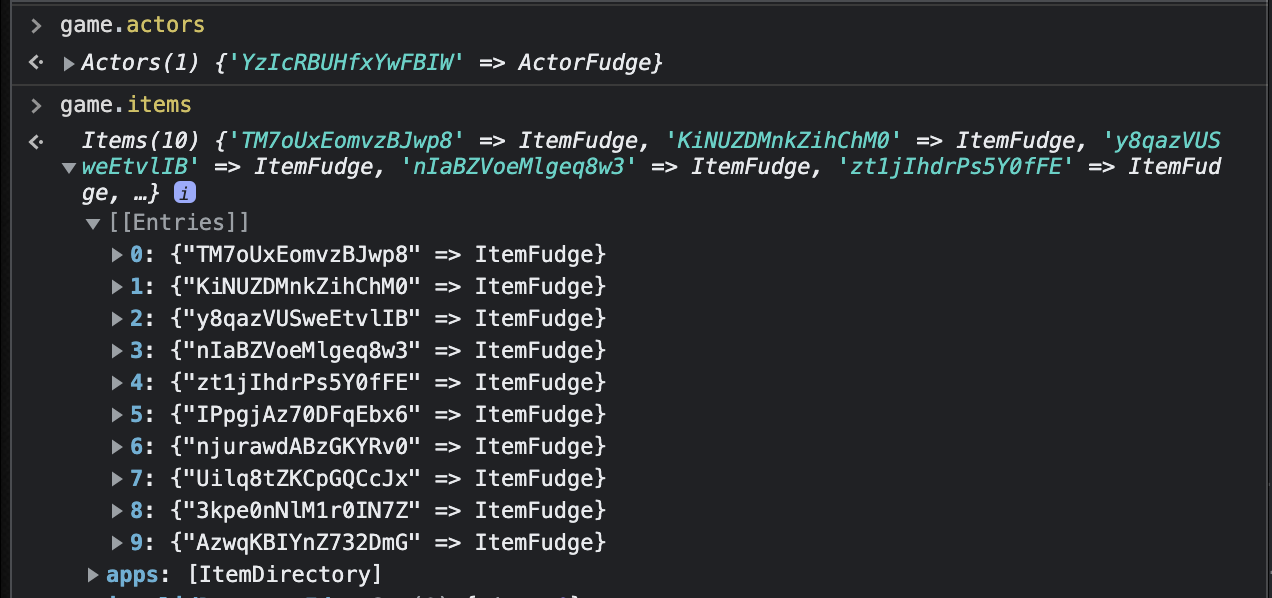 > game.actors
<· ▶ Actors(1) {'YzIcRBUHfxYwFBIW' => ActorFudge}
> game.items
<· Items(10) {'TM7oUxEomvzBJwp8' => ItemFudge, 'KiNUZDMnkZihChM0' => ItemFudge, 'y8qazVUS
▼ weEtvlIB' => ItemFudge, 'nIaBZVoeMlgeq8w3' => ItemFudge, 'zt1jIhdrPs5Y0fFE' => ItemFud
ge, …} i
▼ [[Entries]]
▶ 0: {"TM7oUxEomvzBJwp8" => ItemFudge}
▶ 1: {"KiNUZDMnkZihChM0" => ItemFudge}
▶ 2: {"y8qazVUSweEtvlIB" => ItemFudge}
▶ 3: {"nIaBZVoeMlgeq8w3" => ItemFudge}
▶ 4: {"zt1jIhdrPs5Y0fFE" => ItemFudge}
▶ 5: {"IPpgjAz70DFqEbx6" => ItemFudge}
▶ 6: {"njurawdABzGKYRv0" => ItemFudge}
▶ 7: {"Uilq8tZKCpGQCcJx" => ItemFudge}
▶ 8: {"3kpe0nNlM1r0IN7Z" => ItemFudge}
▶ 9: {"AzwqKBIYnZ732DmG" => ItemFudge}
▶ apps: [ItemDirectory]